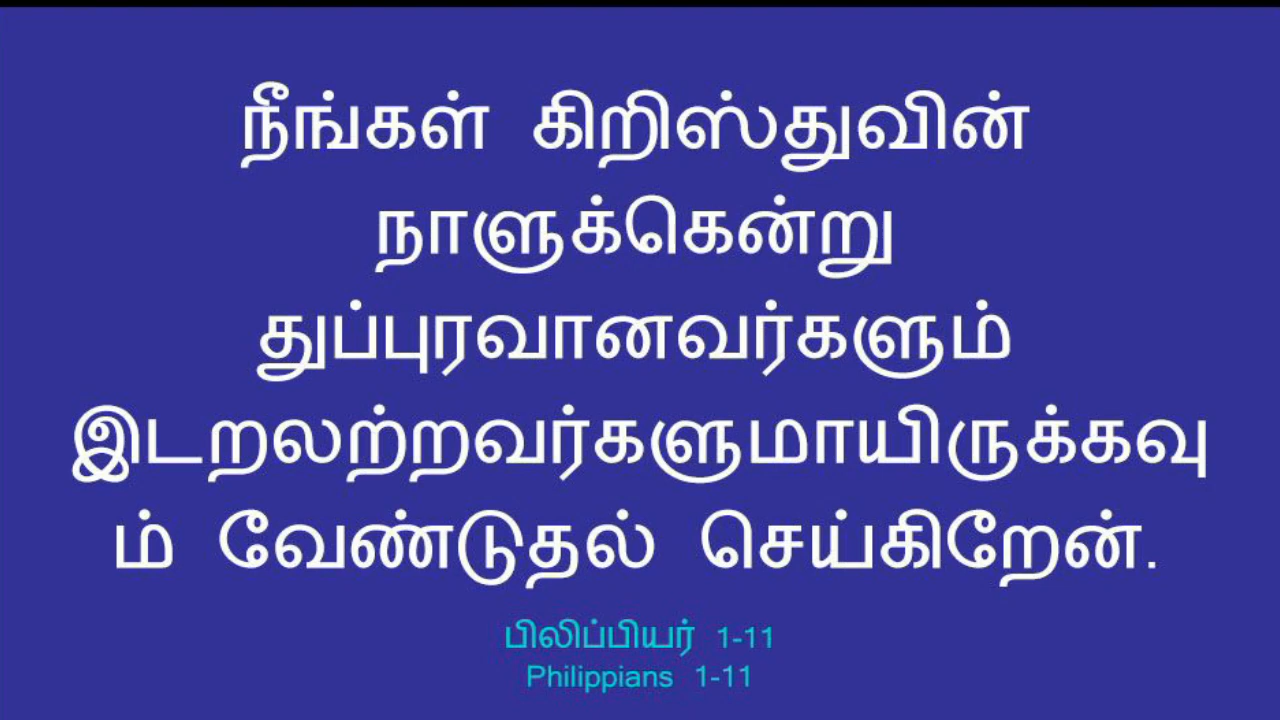 நீங்கள் கிறிஸ்துவின்
நாளுக்கென்று
துப்புரவானவர்களும்
இடறலற்றவர்களுமாயிருக்கவு
ம் வேண்டுதல் செய்கிறேன்.
பிலிப்பியர் 1-11
Philippians 1-11